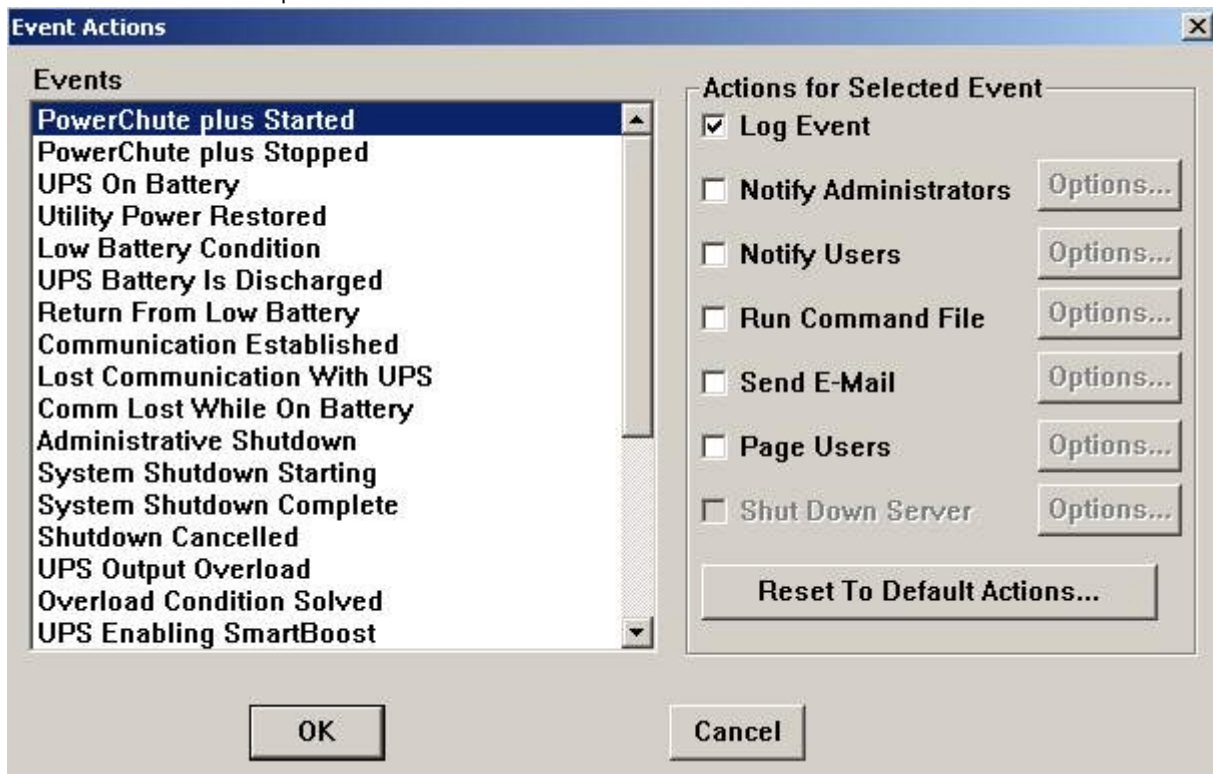 Event Actions
Events
PowerChute plus Started
PowerChute plus Stopped
UPS On Battery
Utility Power Restored
Low Battery Condition
UPS Battery Is Discharged
Return From Low Battery
Communication Established
Lost Communication With UPS
Comm Lost While On Battery
Administrative Shutdown
System Shutdown Starting
System Shutdown Complete
Shutdown Cancelled
UPS Output Overload
Overload Condition Solved
UPS Enabling SmartBoost
Actions for Selected Event
Log Event
Notify Administrators Options...
Notify Users Options...
Run Command File Options...
Send E-Mail Options...
Page Users Options...
Shut Down Server Options...
Reset To Default Actions...
OK Cancel